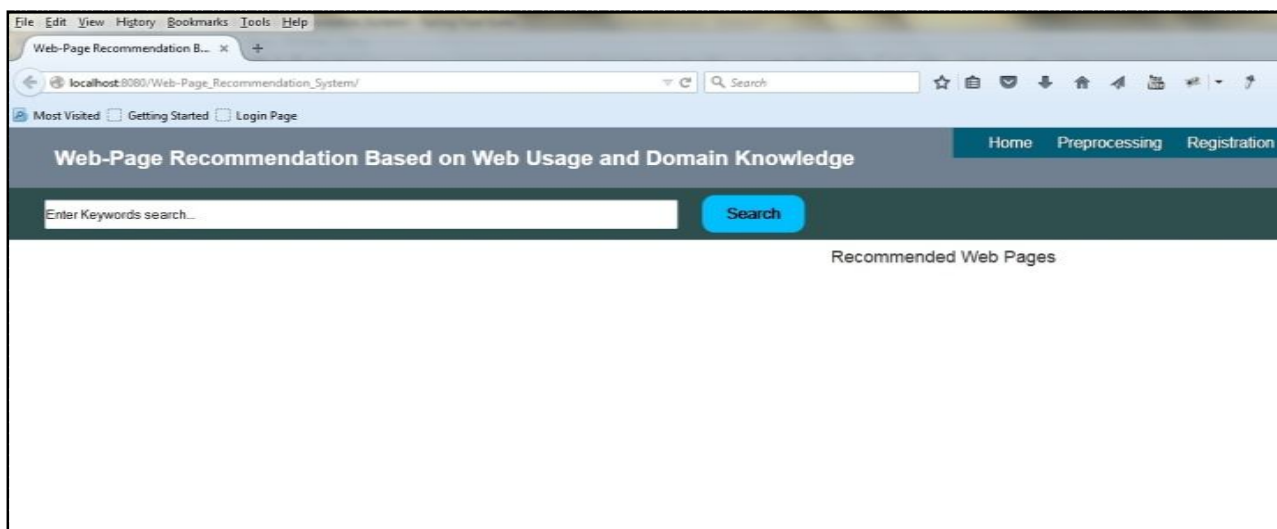 File Edit View History Bookmarks Tools Help
Web-Page Recommendation B... × +
localhost:8080/Web-Page_Recommendation_System/ Search
Most Visited Getting Started Login Page
Home Preprocessing Registration
Web-Page Recommendation Based on Web Usage and Domain Knowledge
Enter Keywords search... Search
Recommended Web Pages